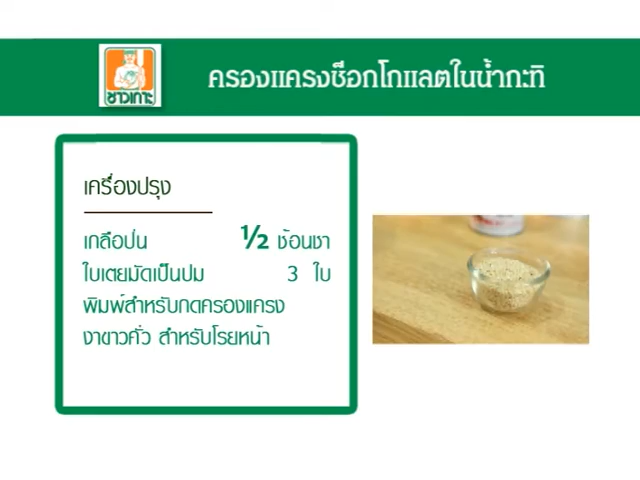 ชาวเกาะ
ครองแครงช็อกโกแลตในน้ำกะทิ
เครื่องปรุง
เกลือป่น ½ ช้อนชา
ใบเตยมัดเป็นปม 3 ใบ
พิมพ์สำหรับกดครองแครง
งาขาวคั่ว สำหรับโรยหน้า